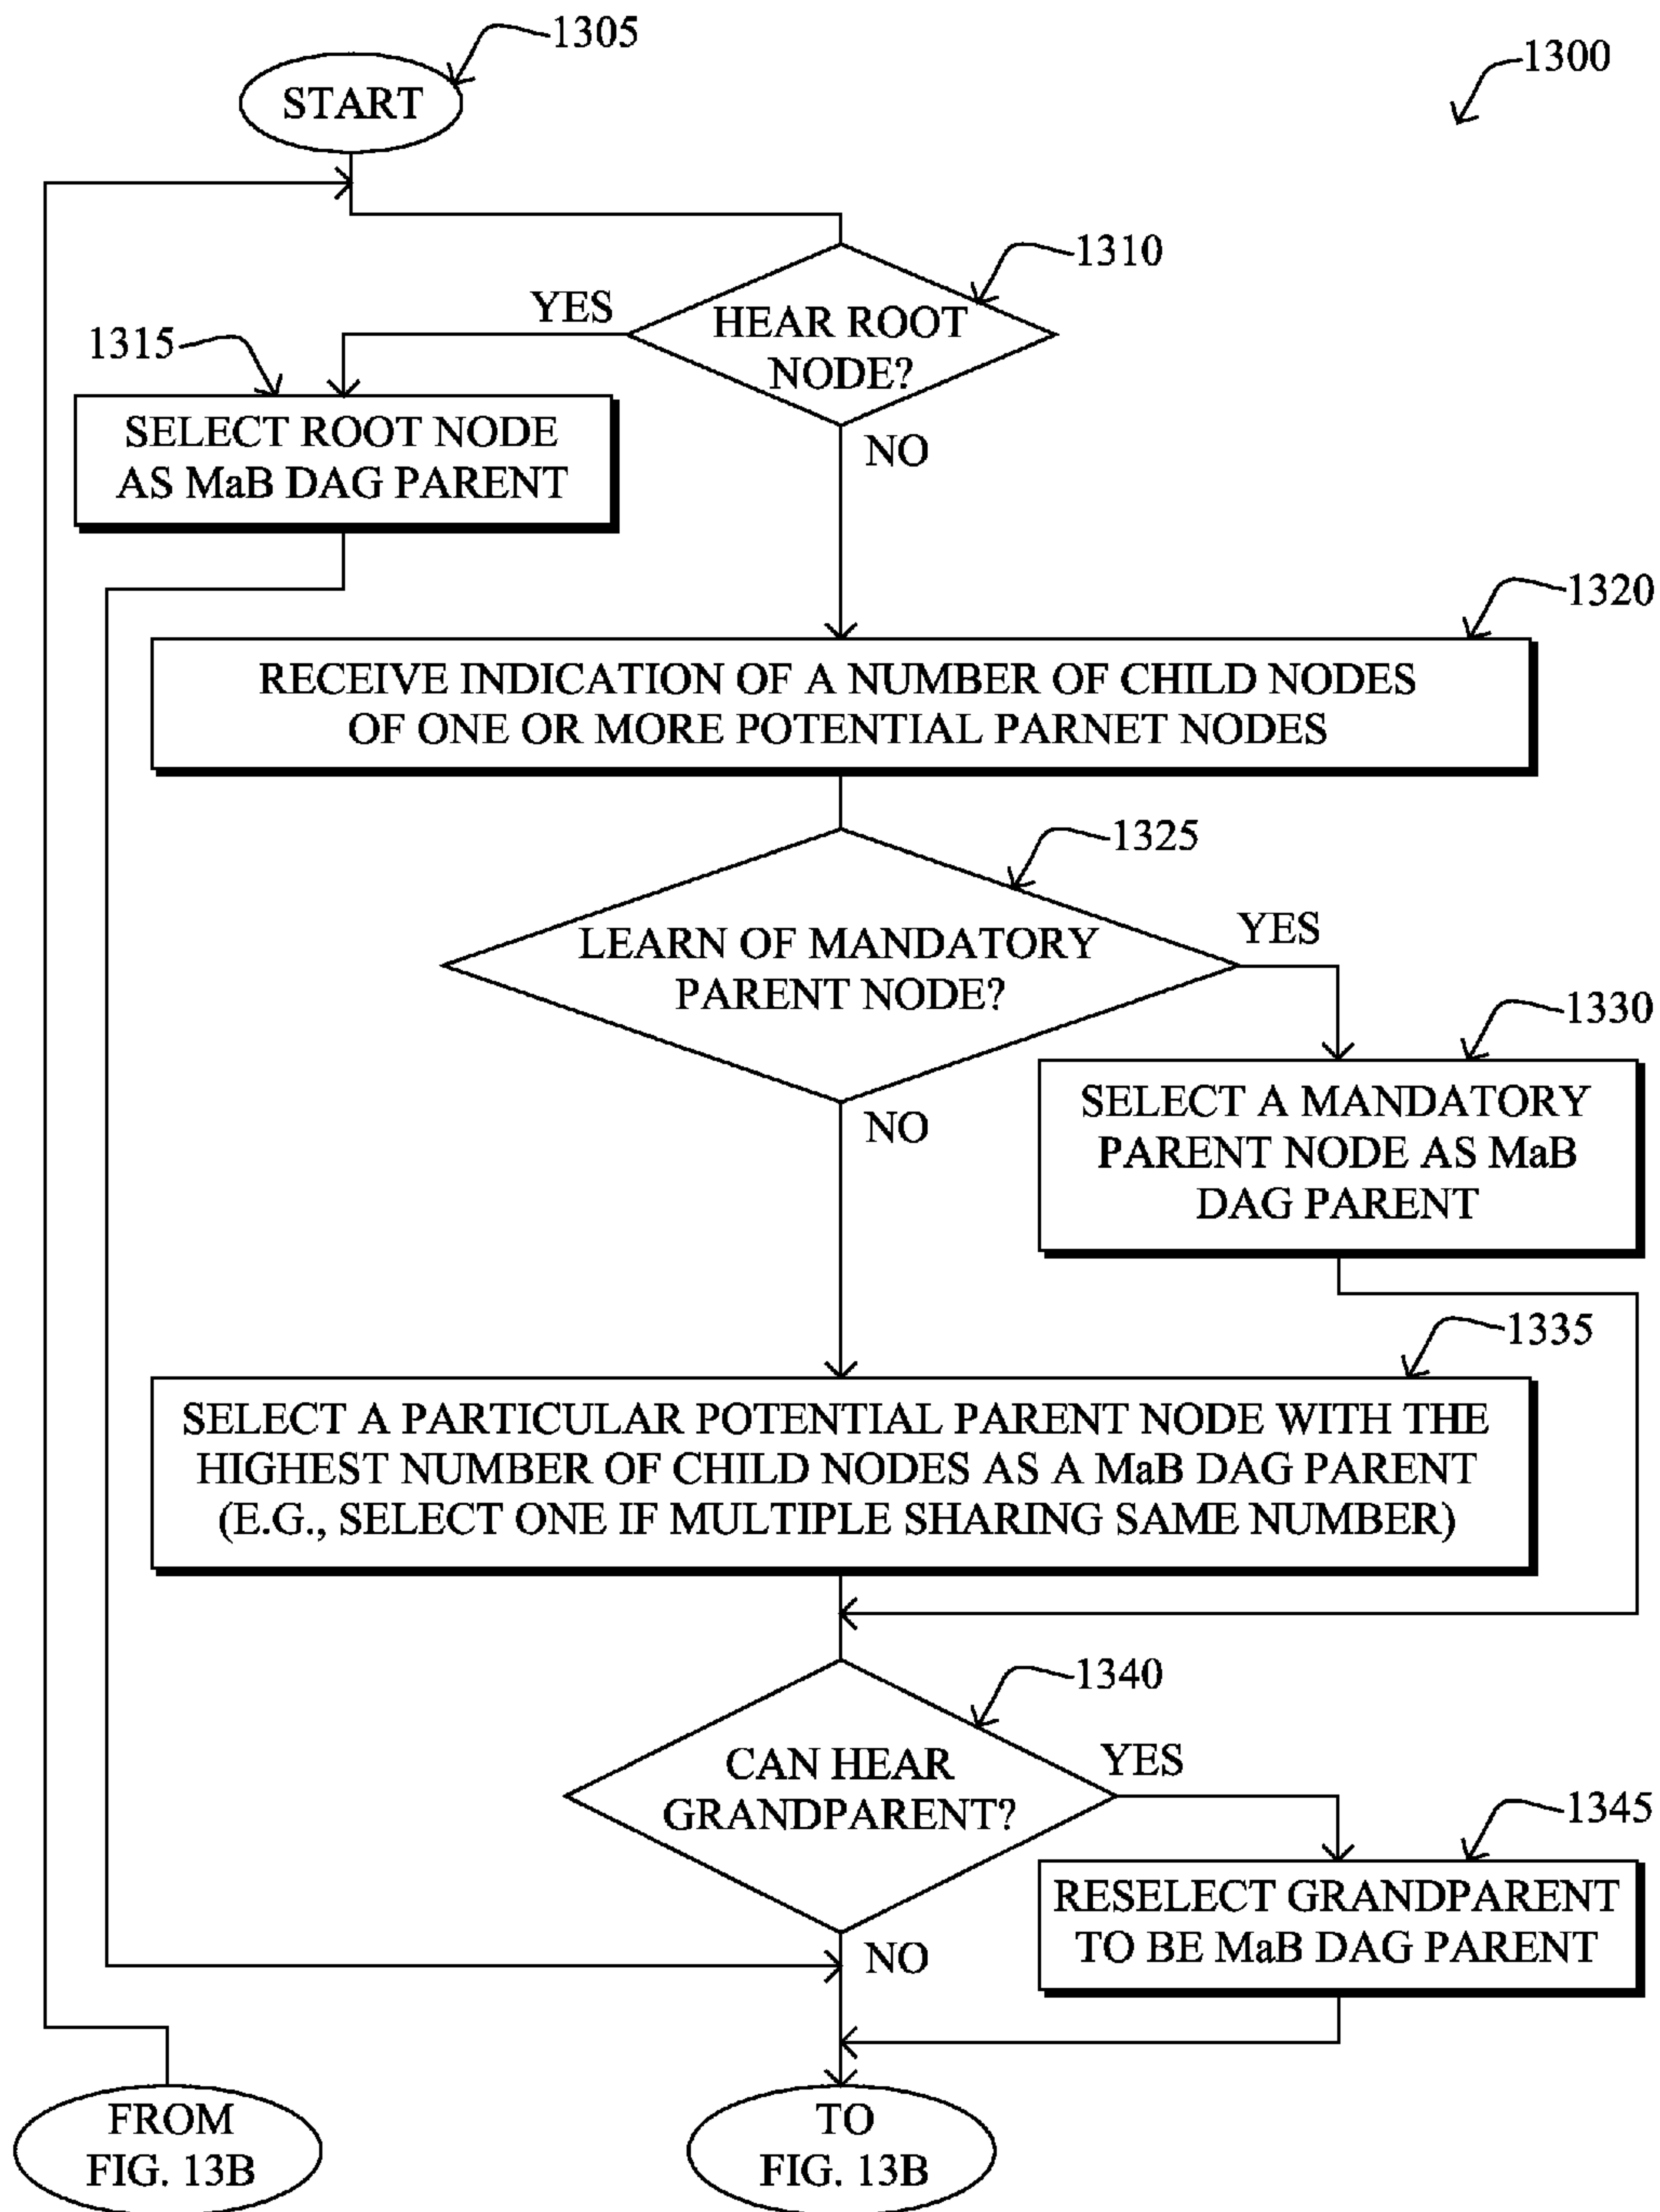 1305
START
1300
1310
YES
HEAR ROOT
NODE?
1315
SELECT ROOT NODE
AS MaB DAG PARENT
NO
1320
RECEIVE INDICATION OF A NUMBER OF CHILD NODES
OF ONE OR MORE POTENTIAL PARNET NODES
1325
LEARN OF MANDATORY
PARENT NODE?
YES
1330
SELECT A MANDATORY
PARENT NODE AS MaB
DAG PARENT
NO
1335
SELECT A PARTICULAR POTENTIAL PARENT NODE WITH THE
HIGHEST NUMBER OF CHILD NODES AS A MaB DAG PARENT
(E.G., SELECT ONE IF MULTIPLE SHARING SAME NUMBER)
1340
CAN HEAR
GRANDPARENT?
YES
1345
RESELECT GRANDPARENT
TO BE MaB DAG PARENT
NO
FROM
FIG. 13B
TO
FIG. 13B